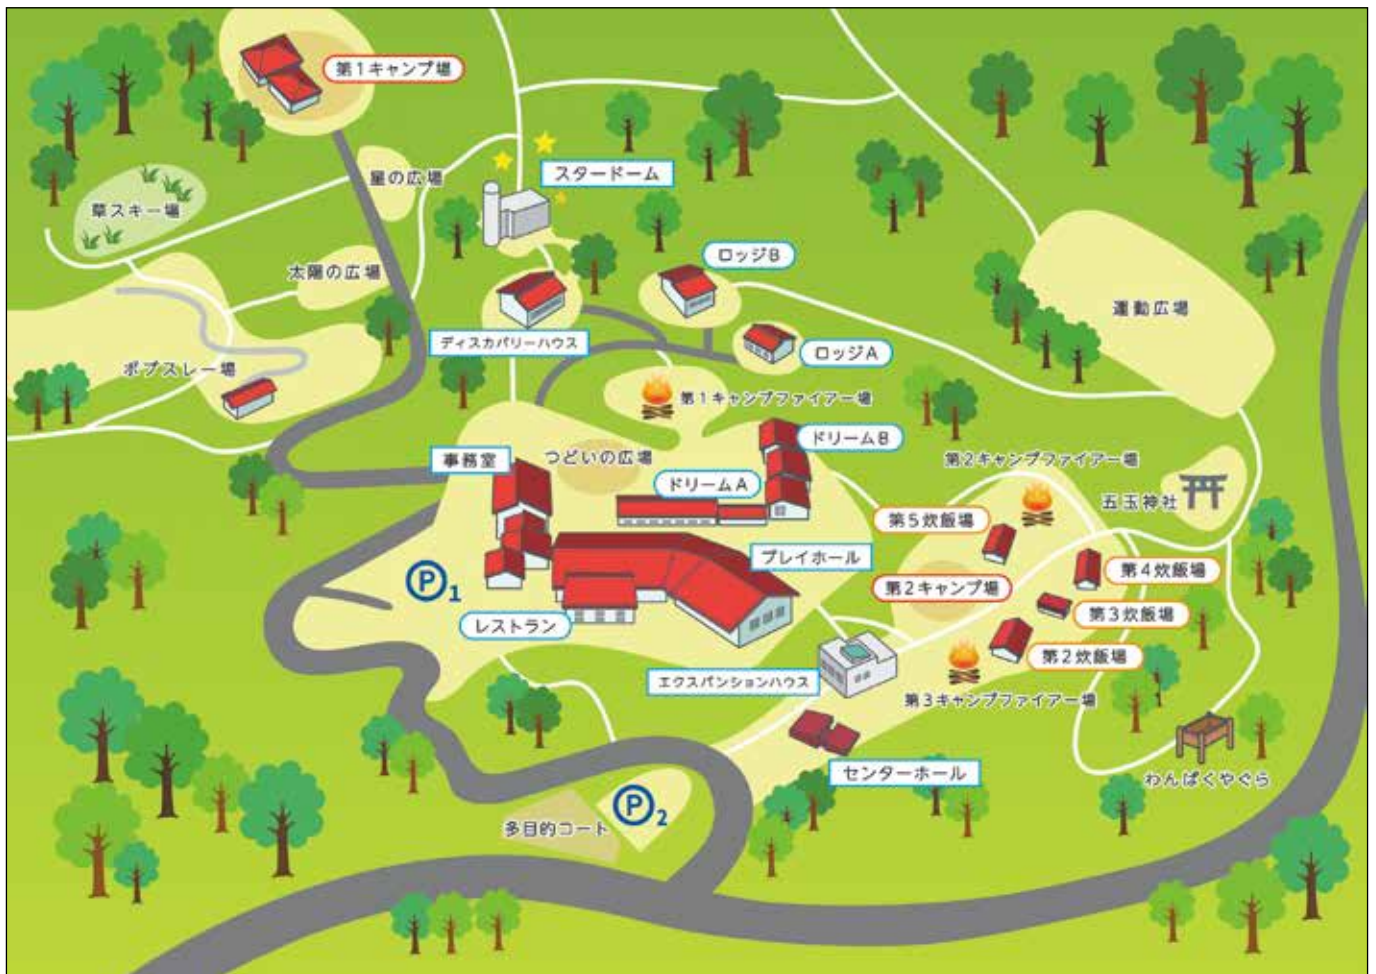 第1キャンプ場
星の広場
スタードーム
草スキー場
太陽の広場
ロッジB
運動広場
ディスカバリーハウス
ロッジA
ボブスレー場
第1キャンプファイアー場
ドリームB
事務室
つどいの広場
第2キャンプファイアー場
ドリームA
五玉神社
第5炊飯場
プレイホール
第4炊飯場
P1
第2キャンプ場
第3炊飯場
レストラン
第2炊飯場
エクスパンションハウス
第3キャンプファイアー場
センターホール
わんぱくやぐら
P2
多目的コート